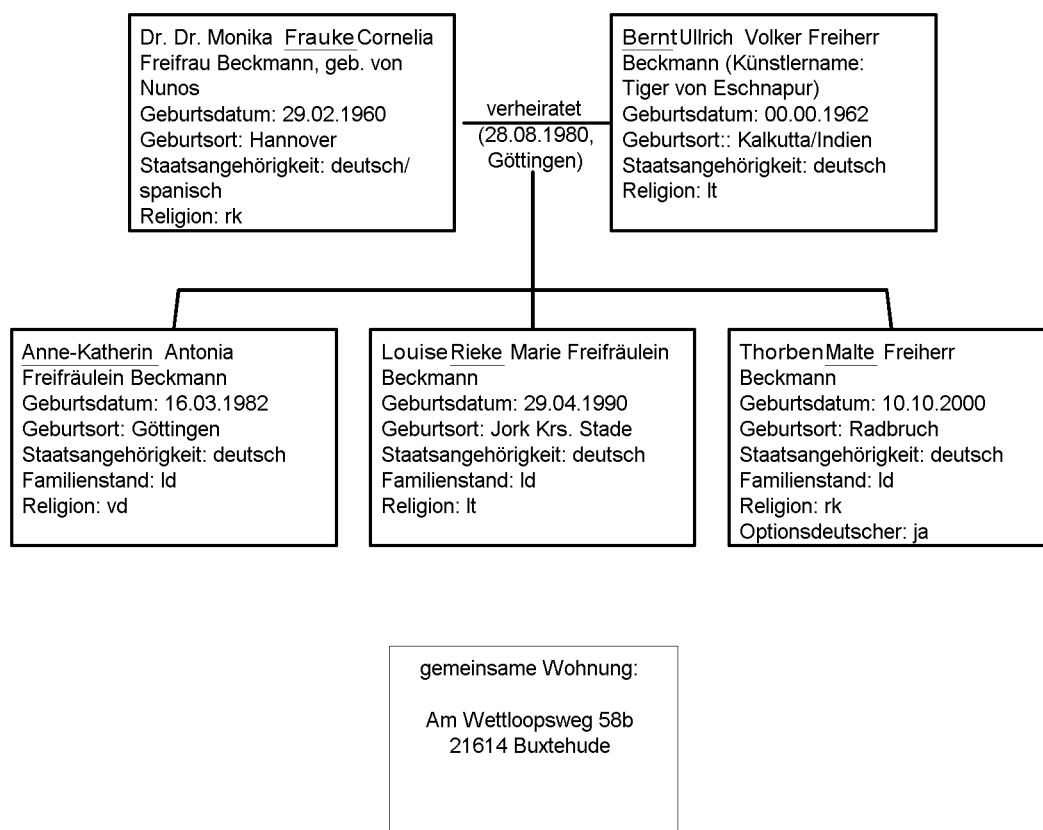 Dr. Dr. Monika Frauke Cornelia
Freifrau Beckmann, geb. von
Nunos
Geburtsdatum: 29.02.1960
Geburtsort: Hannover
Staatsangehörigkeit: deutsch/
spanisch
Religion: rk
verheiratet
(28.08.1980,
Göttingen)
Bernt Ullrich Volker Freiherr
Beckmann (Künstlername:
Tiger von Eschnapur)
Geburtsdatum: 00.00.1962
Geburtsort:: Kalkutta/Indien
Staatsangehörigkeit: deutsch
Religion: lt
Anne-Katherin Antonia
Freifräulein Beckmann
Geburtsdatum: 16.03.1982
Geburtsort: Göttingen
Staatsangehörigkeit: deutsch
Familienstand: ld
Religion: vd
Louise Rieke Marie Freifräulein
Beckmann
Geburtsdatum: 29.04.1990
Geburtsort: Jork Krs. Stade
Staatsangehörigkeit: deutsch
Familienstand: ld
Religion: lt
Thorben Malte Freiherr
Beckmann
Geburtsdatum: 10.10.2000
Geburtsort: Radbruch
Staatsangehörigkeit: deutsch
Familienstand: ld
Religion: rk
Optionsdeutscher: ja
gemeinsame Wohnung:
Am Wettloopsweg 58b
21614 Buxtehude